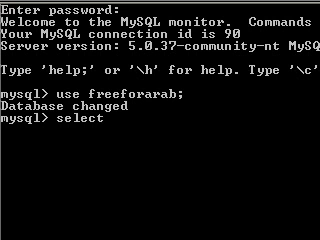 Enter password:
Welcome to the MySQL monitor.  Commands
Your MySQL connection id is 90
Server version: 5.0.37-community-nt MySQ
Type 'help;' or '\h' for help. Type '\c'
mysql> use freeforarab;
Database changed
mysql> select